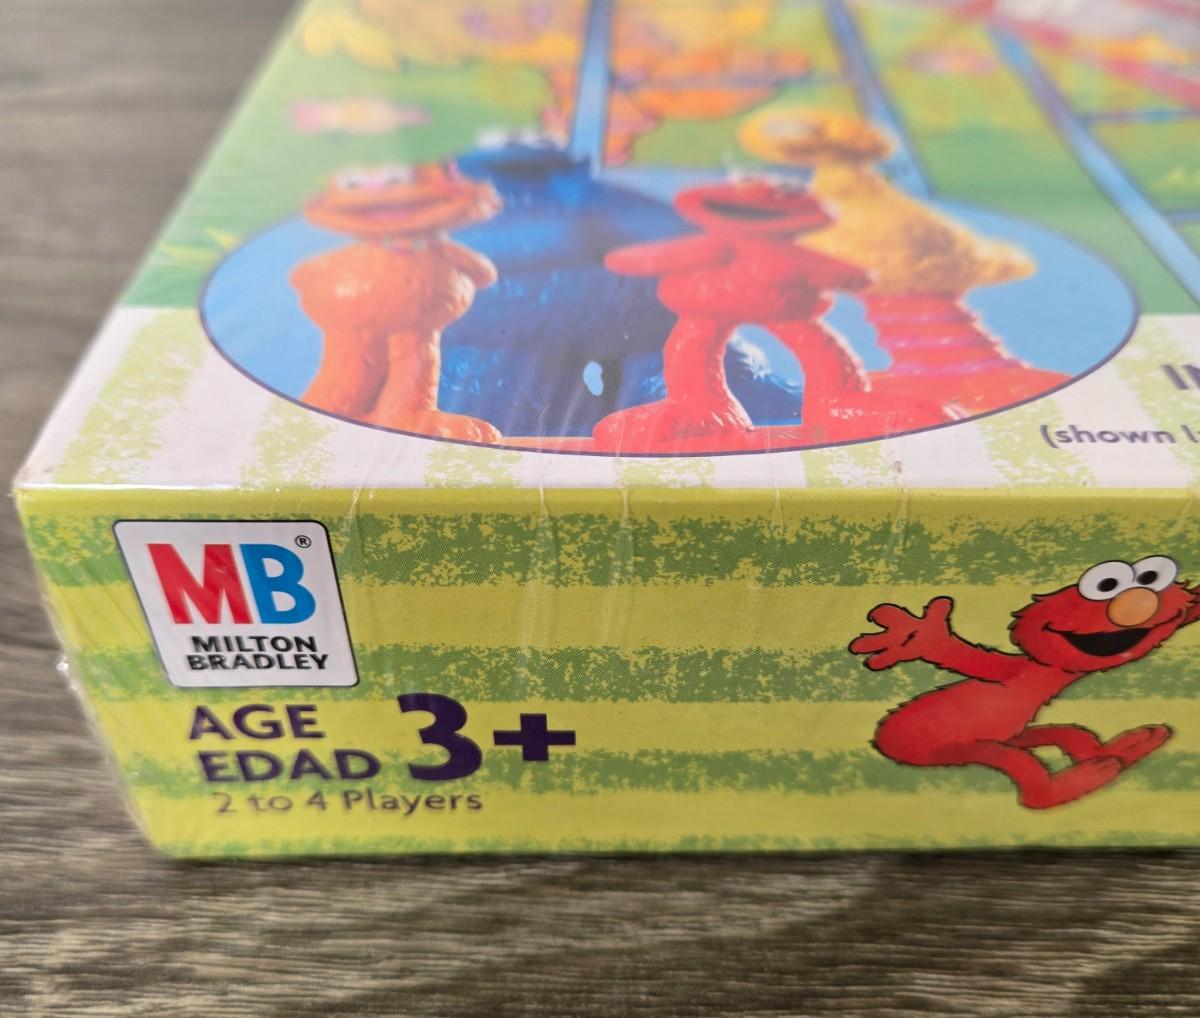 (shown
MB®
MILTON
BRADLEY
AGE
EDAD 3+
2 to 4 Players